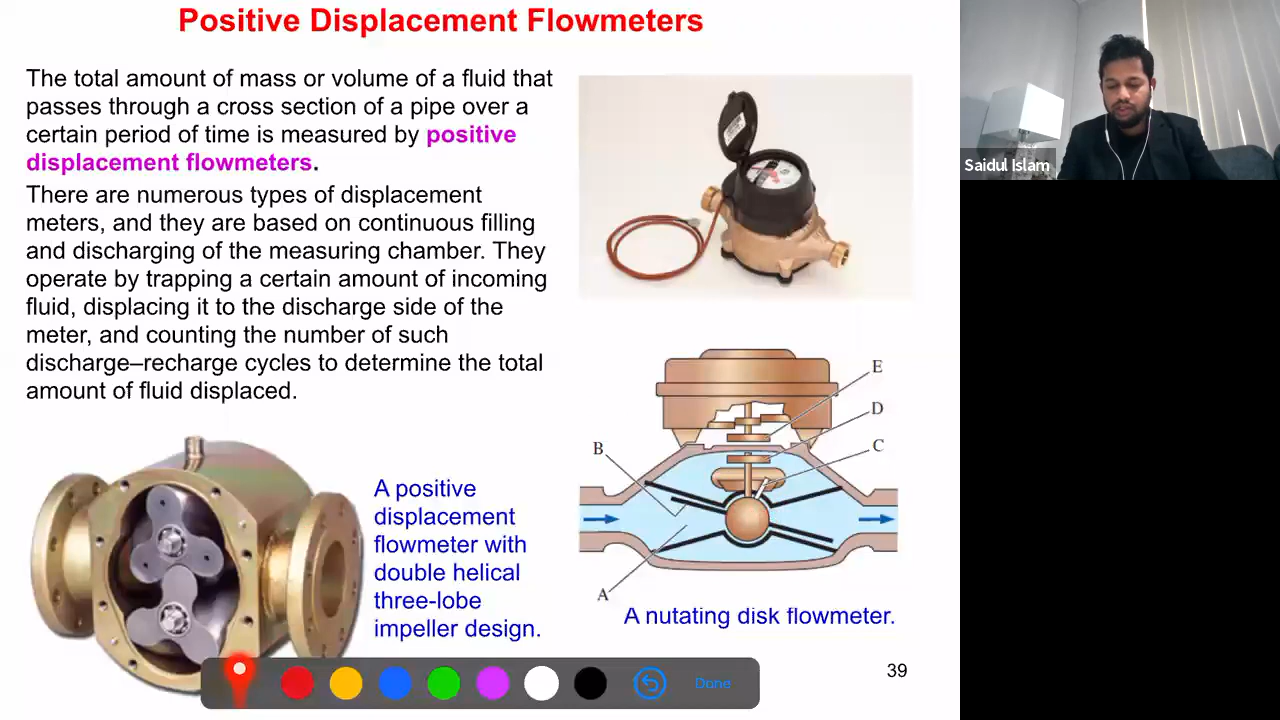 Positive Displacement Flowmeters
The total amount of mass or volume of a fluid that
passes through a cross section of a pipe over a
certain period of time is measured by positive
displacement flowmeters.
There are numerous types of displacement
meters, and they are based on continuous filling
and discharging of the measuring chamber. They
operate by trapping a certain amount of incoming
fluid, displacing it to the discharge side of the
meter, and counting the number of such
discharge–recharge cycles to determine the total
amount of fluid displaced.
A positive
displacement
flowmeter with
double helical
three-lobe
impeller design.
E
D
C
B
A
A nutating disk flowmeter.
39
Done
Saidul Islam